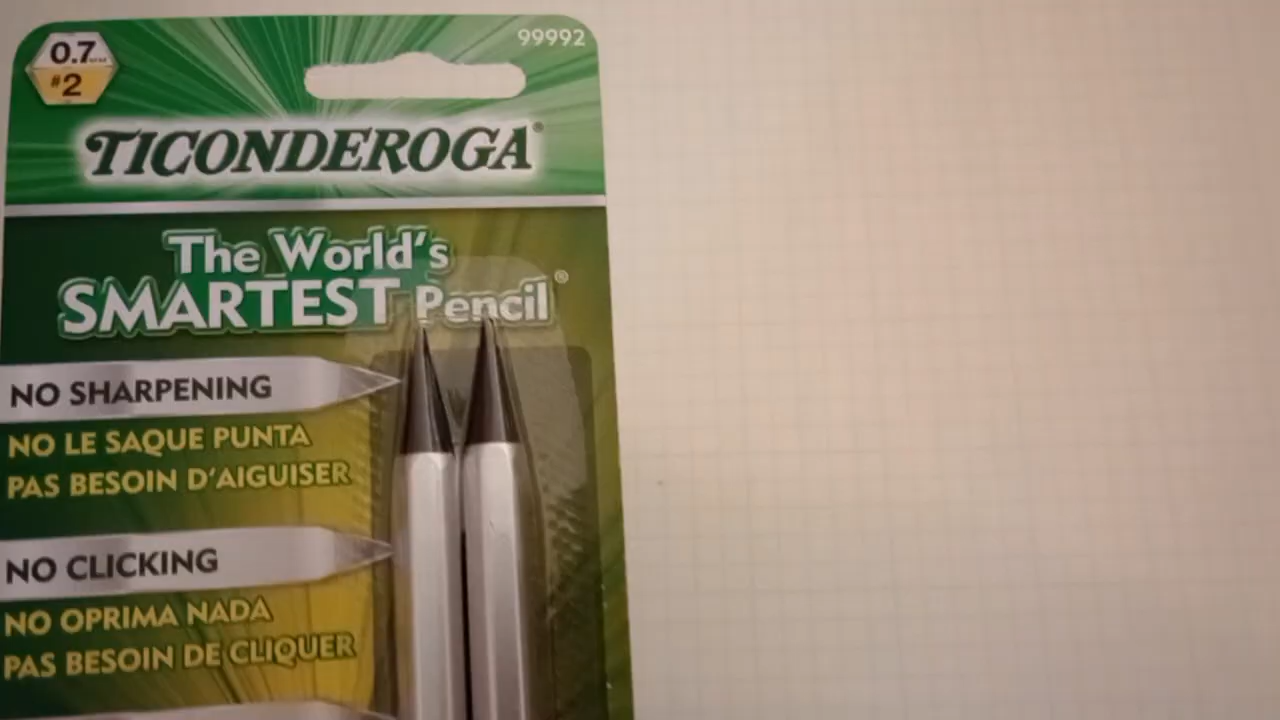 99992
0.7MM
#2
TICONDEROGA®
The World's
SMARTEST Pencil®
NO SHARPENING
NO LE SAQUE PUNTA
PAS BESOIN D'AIGUISER
NO CLICKING
NO OPRIMA NADA
PAS BESOIN DE CLIQUER